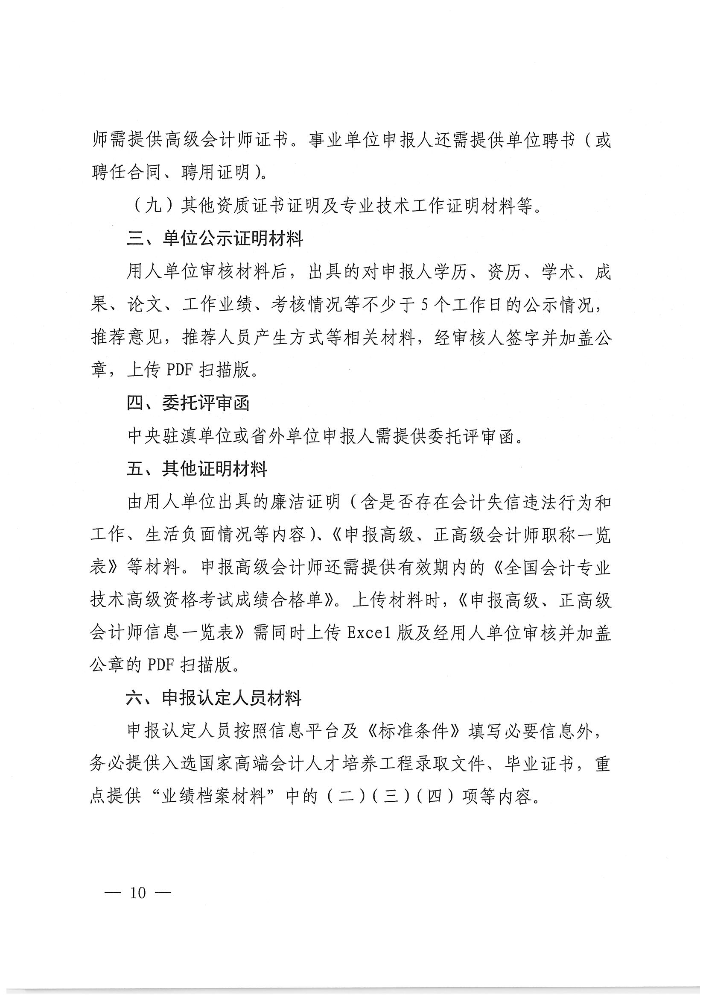 师需提供高级会计师证书。事业单位申报人还需提供单位聘书（或
聘任合同、聘用证明）。
（九）其他资质证书证明及专业技术工作证明材料等。
三、单位公示证明材料
用人单位审核材料后，出具的对申报人学历、资历、学术、成
果、论文、工作业绩、考核情况等不少于 5 个工作日的公示情况，
推荐意见，推荐人员产生方式等相关材料，经审核人签字并加盖公
章，上传 PDF 扫描版。
四、委托评审函
中央驻滇单位或省外单位申报人需提供委托评审函。
五、其他证明材料
由用人单位出具的廉洁证明（含是否存在会计失信违法行为和
工作、生活负面情况等内容）、《申报高级、正高级会计师职称一览
表》等材料。申报高级会计师还需提供有效期内的《全国会计专业
技术高级资格考试成绩合格单》。上传材料时，《申报高级、正高级
会计师信息一览表》需同时上传 Excel 版及经用人单位审核并加盖
公章的 PDF 扫描版。
六、申报认定人员材料
申报认定人员按照信息平台及《标准条件》填写必要信息外，
务必提供入选国家高端会计人才培养工程录取文件、毕业证书，重
点提供“业绩档案材料”中的（二）（三）（四）项等内容。
— 10 —